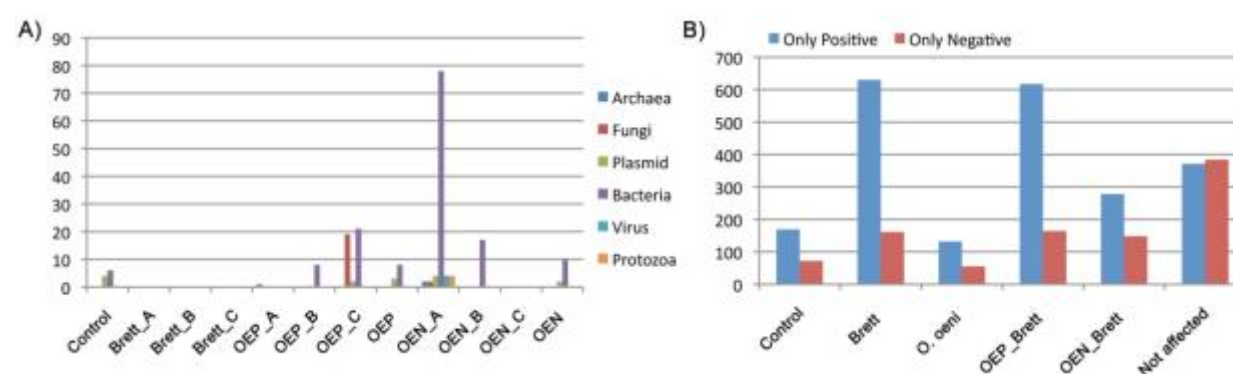 A)
90
80
70
60
50
40
30
20
10
0
Control
Brett_A
Brett_B
Brett_C
OEP_A
OEP_B
OEP_C
OEP
OEN_A
OEN_B
OEN_C
OEN
Archaea
Fungi
Plasmid
Bacteria
Virus
Protozoa
B)
Only Positive Only Negative
700
600
500
400
300
200
100
0
Control
Brett
O. oeni
OEP_Brett
OEN_Brett
Not affected